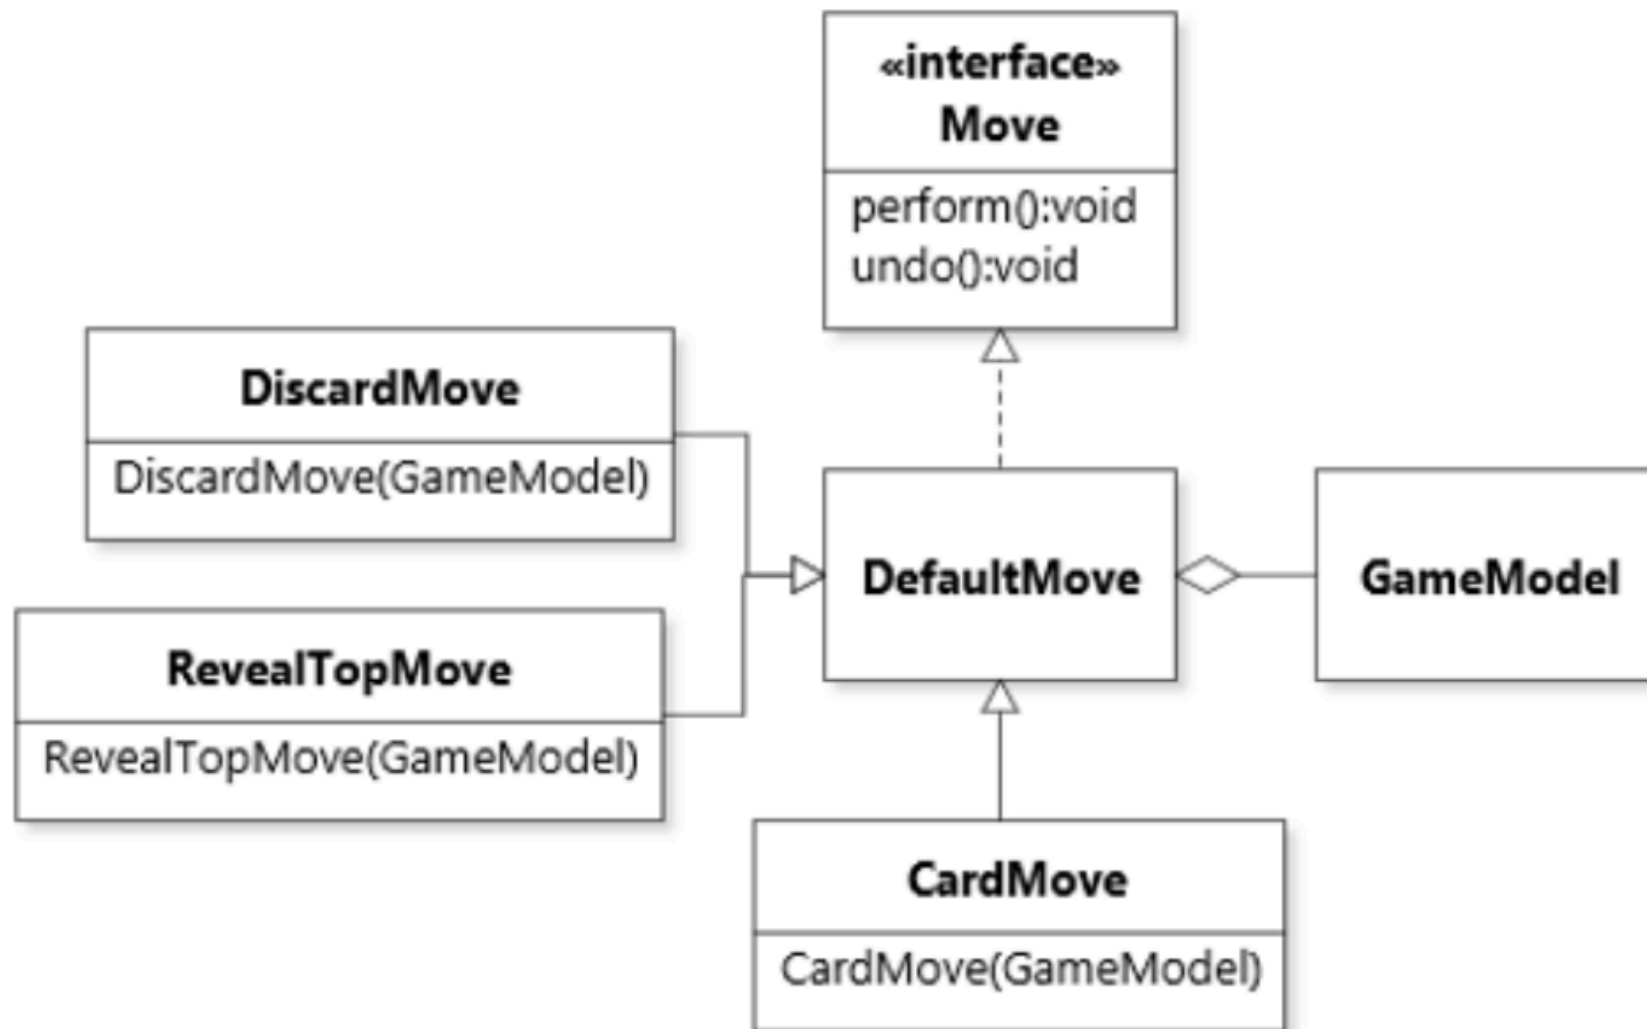 «interface»
Move
perform():void
undo():void
DiscardMove
DiscardMove(GameModel)
DefaultMove
GameModel
RevealTopMove
RevealTopMove(GameModel)
CardMove
CardMove(GameModel)